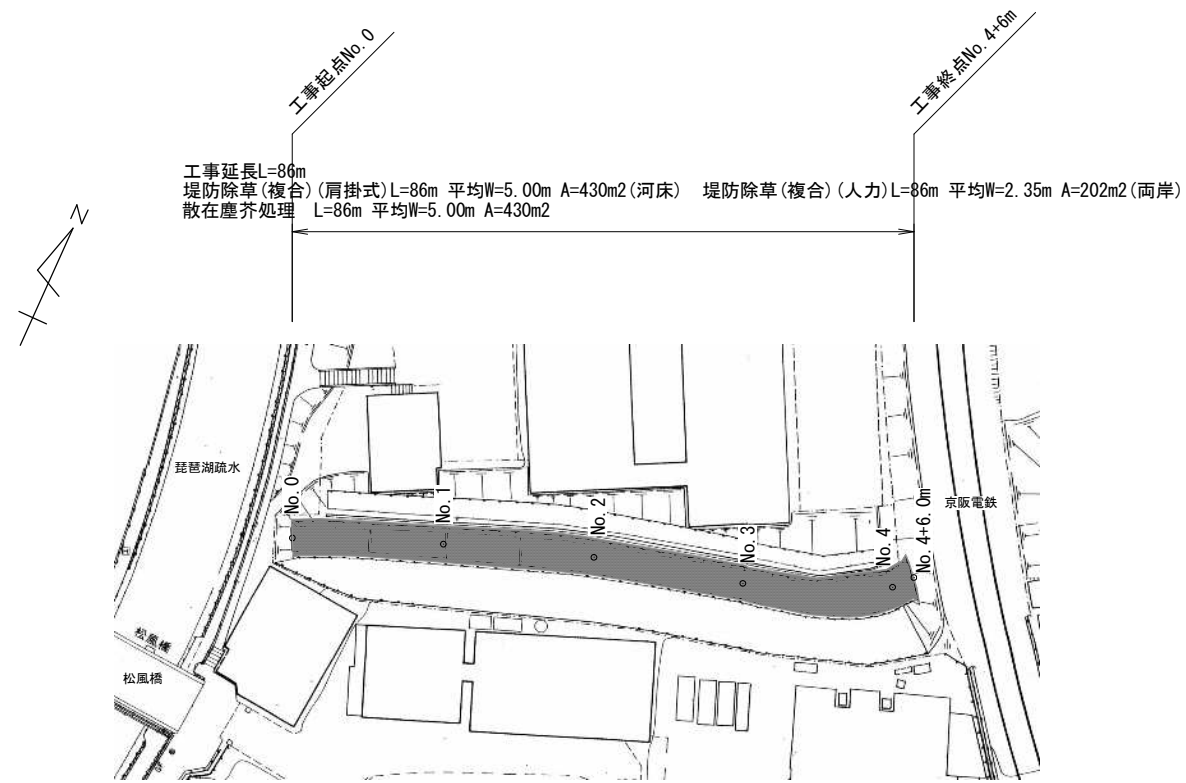 工事起点No.0
工事終点No.4+6m
工事延長L=86m
堤防除草(複合)(肩掛式)L=86m 平均W=5.00m A=430m2(河床) 堤防除草(複合)(人力)L=86m 平均W=2.35m A=202m2(両岸)
散在塵芥処理 L=86m 平均W=5.00m A=430m2
N
琵琶湖疏水
No.0
No.1
No.2
No.3
No.4
No.4+6.0m
京阪電鉄
松風橋
松風橋